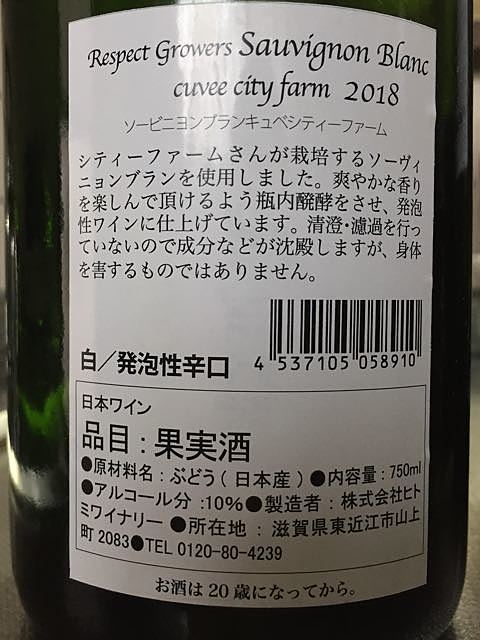 Respect Growers Sauvignon Blanc
cuvee city farm 2018
ソービニヨンブランキュベシティーファーム
シティーファームさんが栽培するソーヴィ
ニョンブランを使用しました。爽やかな香り
を楽しんで頂けるよう瓶内醗酵をさせ、発泡
性ワインに仕上げています。清澄・濾過を行っ
ていないので成分などが沈殿しますが、身体
を害するものではありません。
白／発泡性辛口
4 537105 058910
日本ワイン
品目：果実酒
●原材料名：ぶどう（日本産）●内容量：750ml
●アルコール分：10%●製造者：株式会社ヒト
ミワイナリー ●所在地：滋賀県東近江市山上
町2083●TEL 0120-80-4239
お酒は20歳になってから。